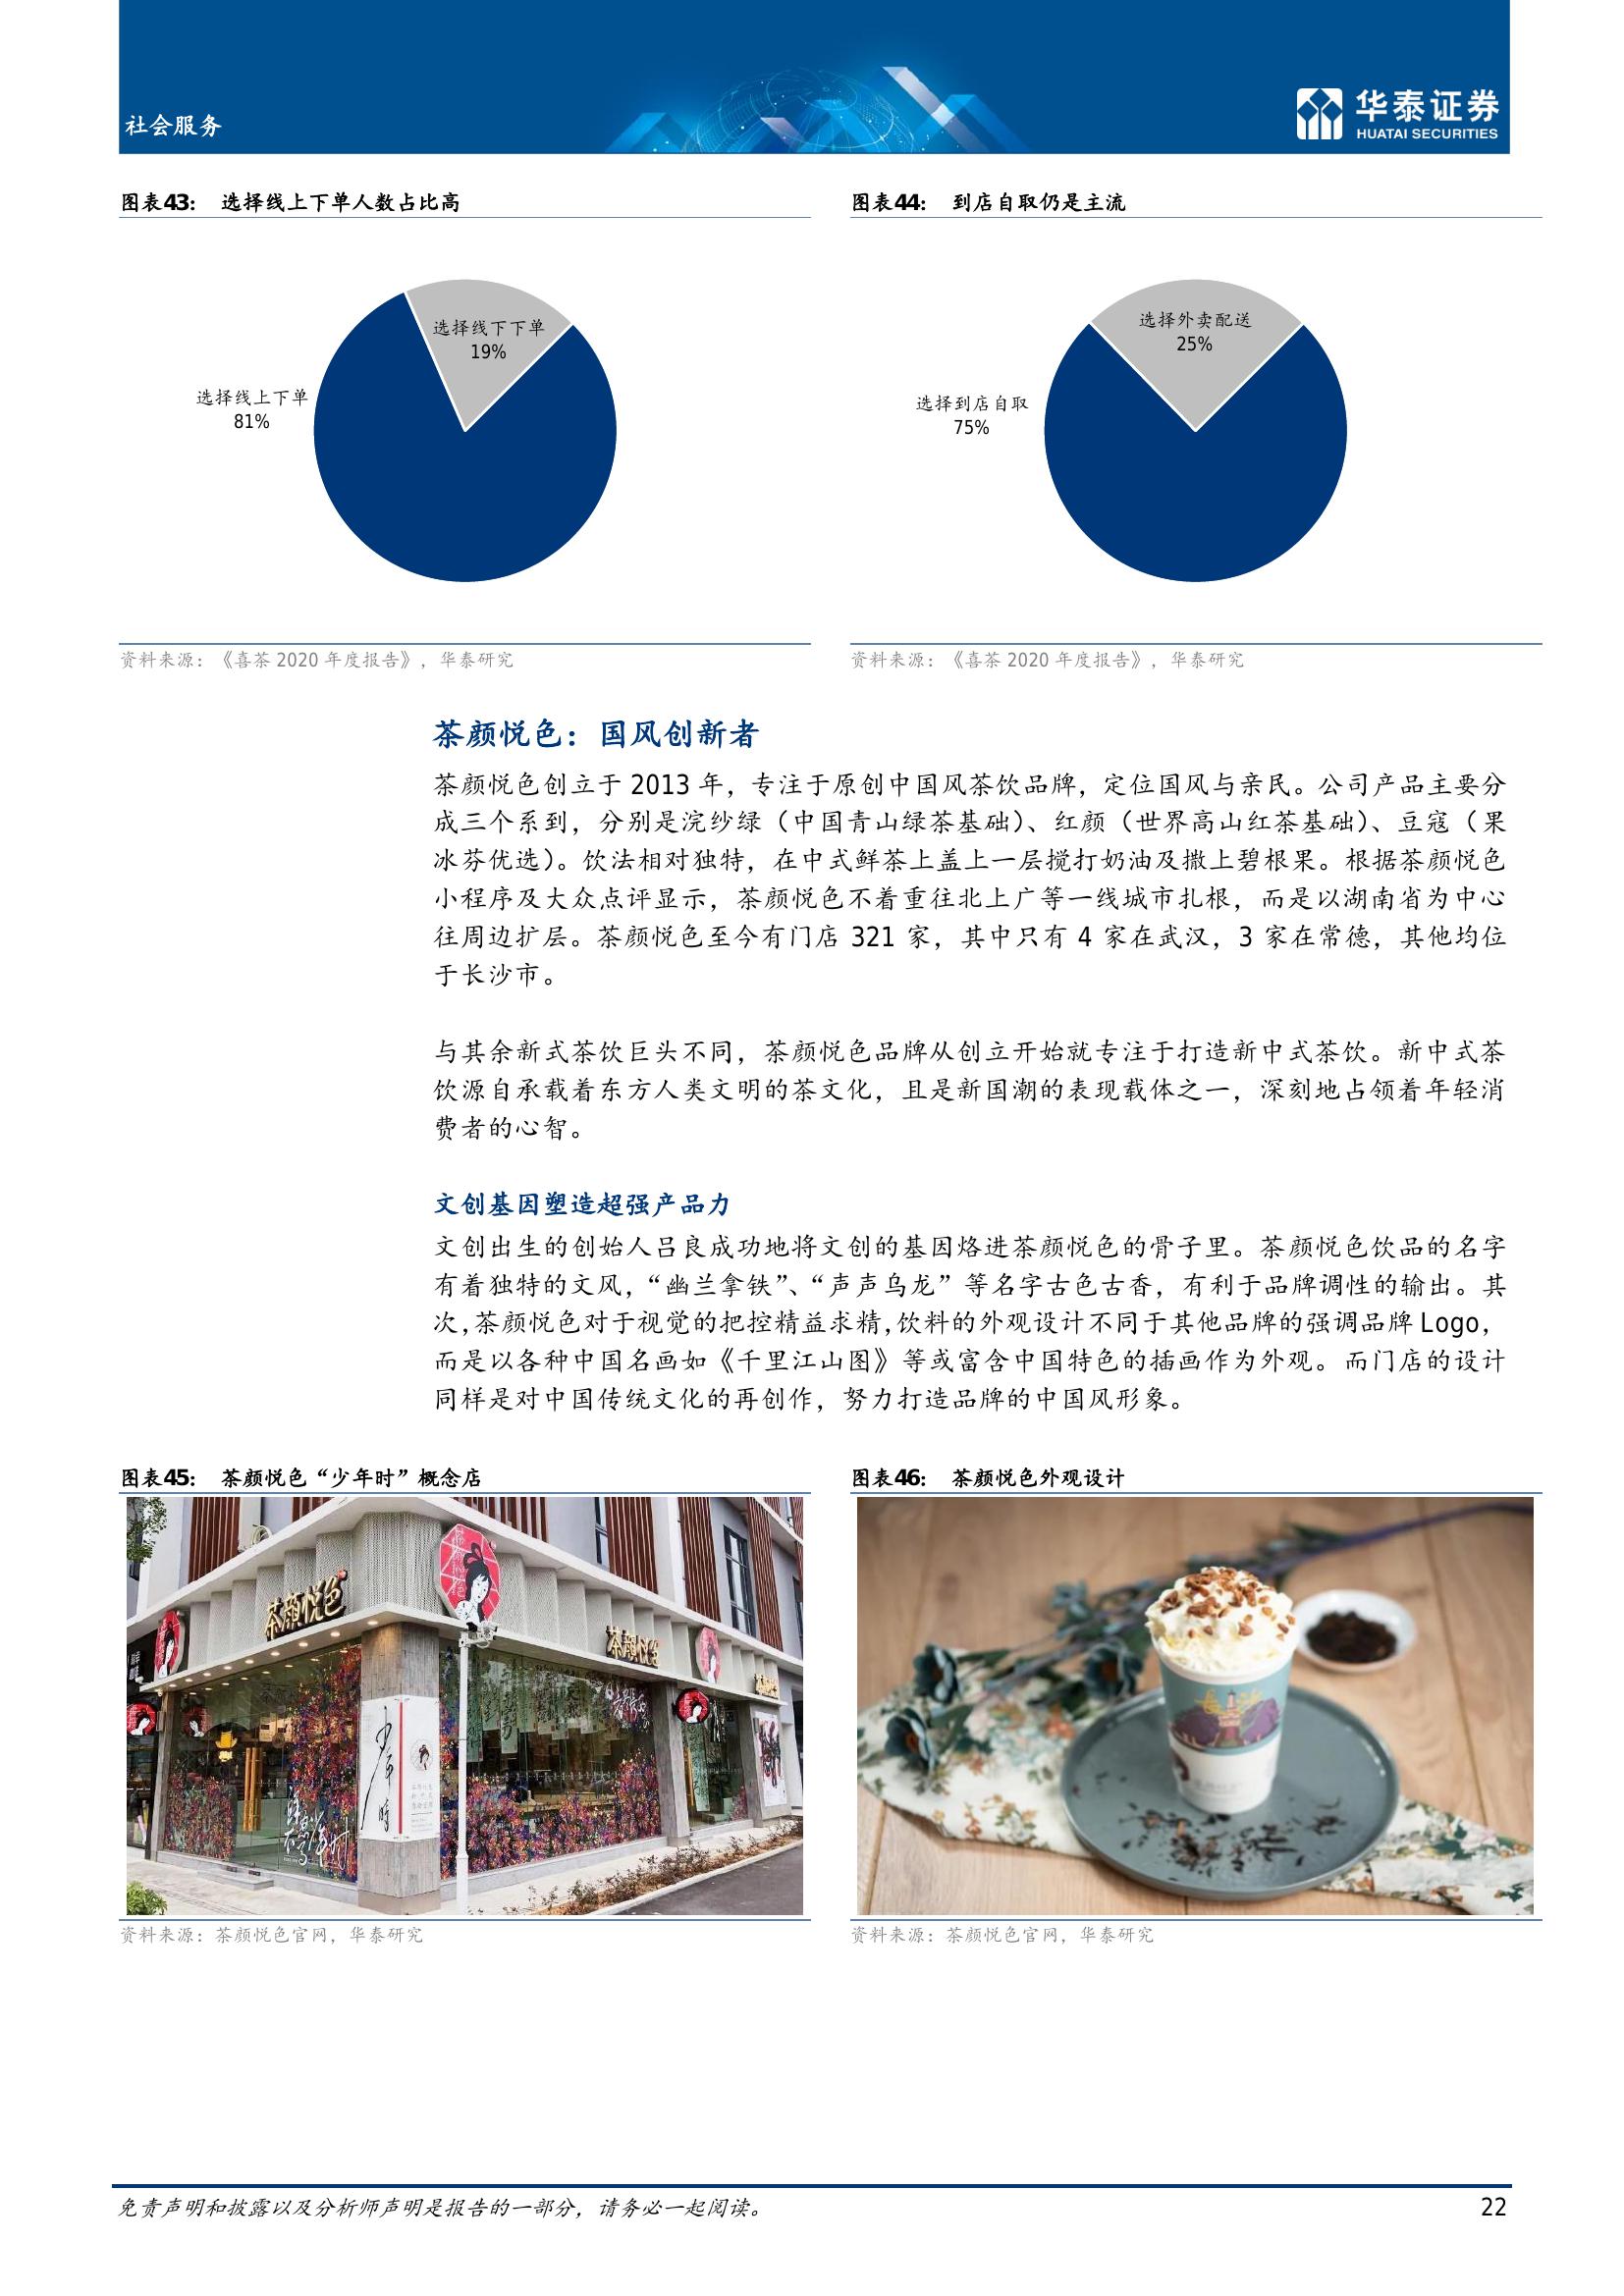 社会服务
华泰证券
HUATAI SECURITIES
图表43: 选择线上下单人数占比高
选择线下下单
19%
选择线上下单
81%
资料来源：《喜茶 2020 年度报告》，华泰研究
图表44: 到店自取仍是主流
选择外卖配送
25%
选择到店自取
75%
资料来源：《喜茶 2020 年度报告》，华泰研究
茶颜悦色：国风创新者
茶颜悦色创立于 2013 年，专注于原创中国风茶饮品牌，定位国风与亲民。公司产品主要分
成三个系到，分别是浣纱绿（中国青山绿茶基础）、红颜（世界高山红茶基础）、豆寇（果
冰芬优选）。饮法相对独特，在中式鲜茶上盖上一层搅打奶油及撒上碧根果。根据茶颜悦色
小程序及大众点评显示，茶颜悦色不着重往北上广等一线城市扎根，而是以湖南省为中心
往周边扩层。茶颜悦色至今有门店 321 家，其中只有 4 家在武汉，3 家在常德，其他均位
于长沙市。
与其余新式茶饮巨头不同，茶颜悦色品牌从创立开始就专注于打造新中式茶饮。新中式茶
饮源自承载着东方人类文明的茶文化，且是新国潮的表现载体之一，深刻地占领着年轻消
费者的心智。
文创基因塑造超强产品力
文创出生的创始人吕良成功地将文创的基因烙进茶颜悦色的骨子里。茶颜悦色饮品的名字
有着独特的文风，“幽兰拿铁”、“声声乌龙”等名字古色古香，有利于品牌调性的输出。其
次，茶颜悦色对于视觉的把控精益求精，饮料的外观设计不同于其他品牌的强调品牌 Logo，
而是以各种中国名画如《千里江山图》等或富含中国特色的插画作为外观。而门店的设计
同样是对中国传统文化的再创作，努力打造品牌的中国风形象。
图表45: 茶颜悦色“少年时”概念店
茶颜悦色
茶颜悦色
少年時
资料来源：茶颜悦色官网，华泰研究
图表46: 茶颜悦色外观设计
长沙
资料来源：茶颜悦色官网，华泰研究
免责声明和披露以及分析师声明是报告的一部分，请务必一起阅读。
22